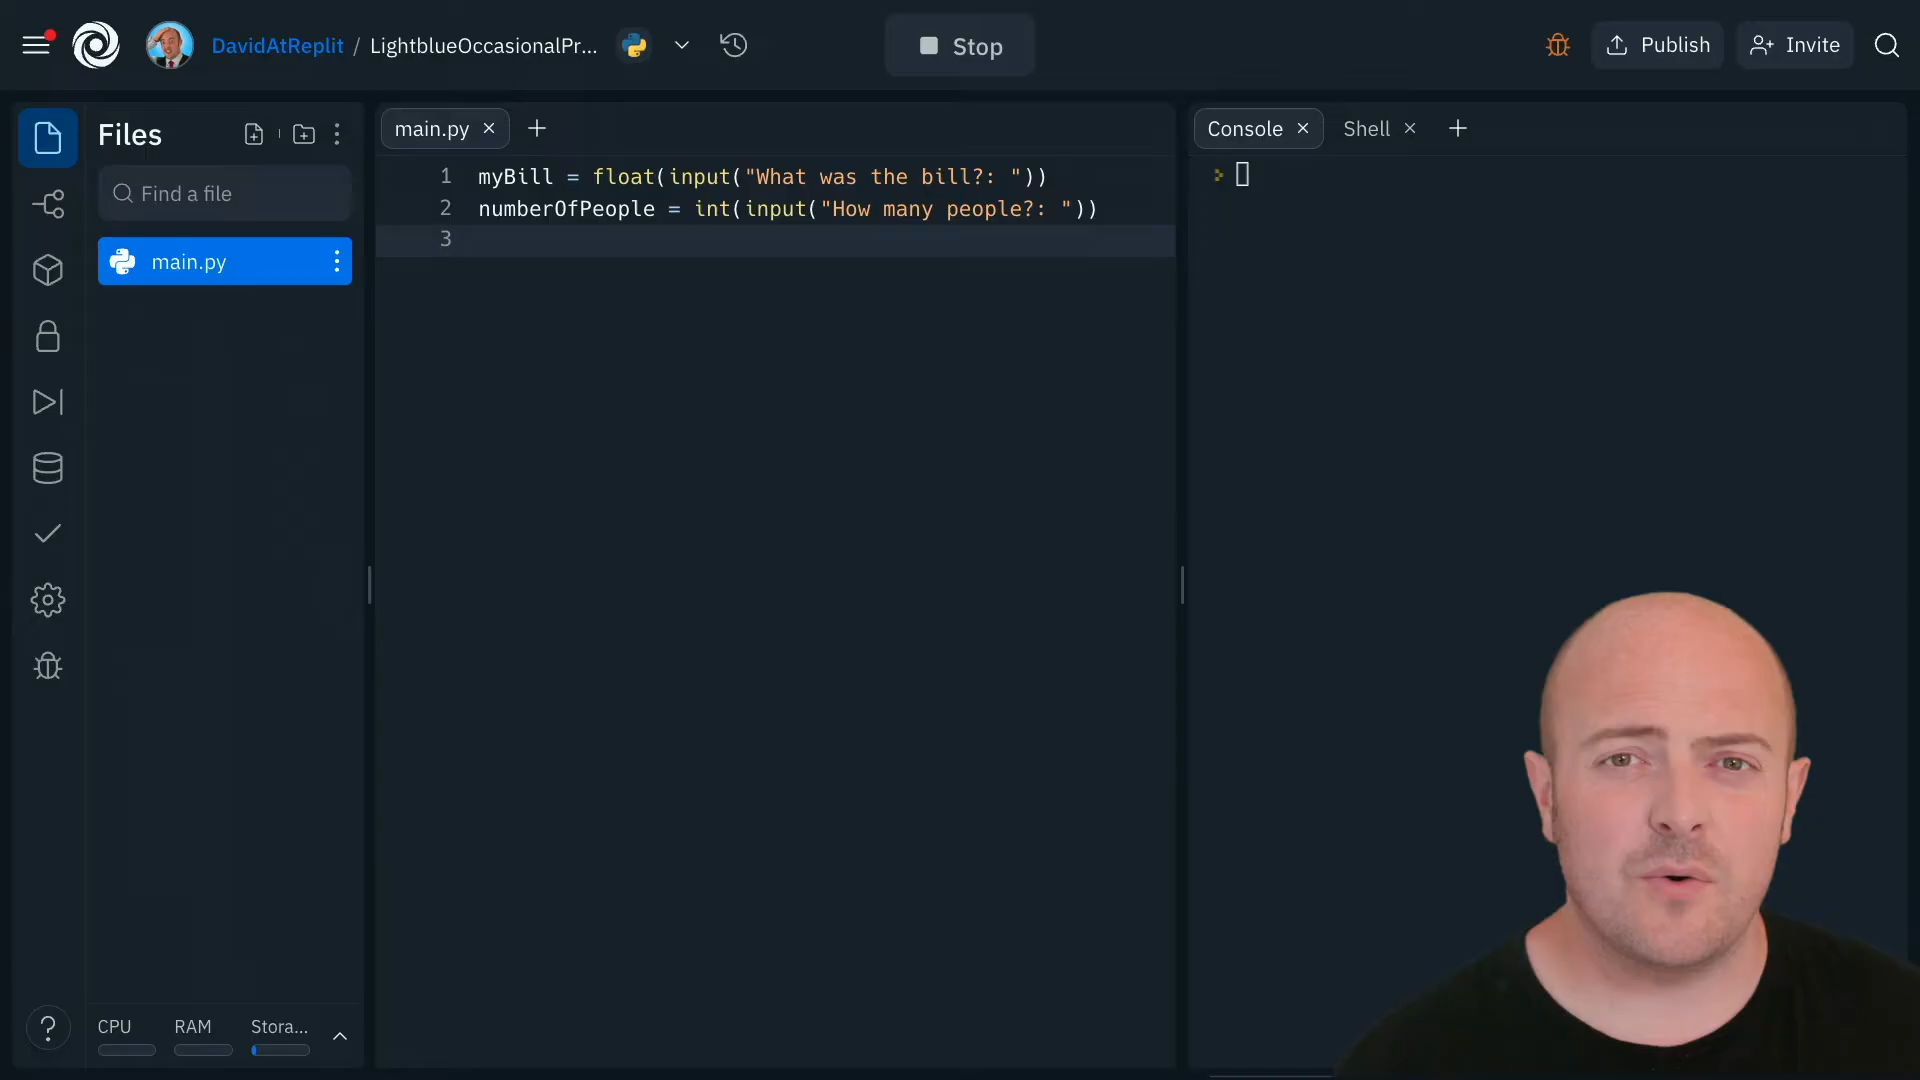 DavidAtReplit / LightblueOccasionalPr...
Stop
Publish
Invite
Files
Find a file
main.py
CPU
RAM
Stora...
main.py
1 myBill = float(input("What was the bill?: "))
2 numberOfPeople = int(input("How many people?: "))
3
Console
Shell